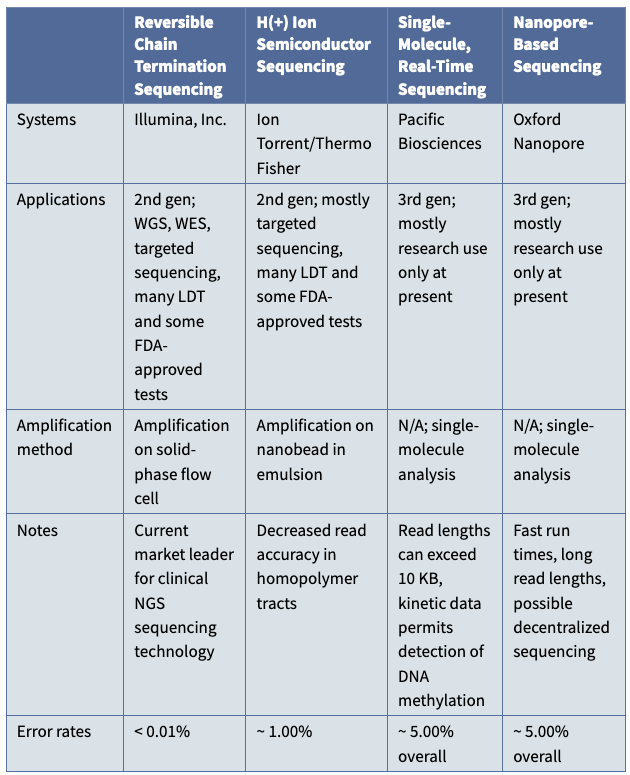 Reversible Chain Termination Sequencing
H(+) Ion Semiconductor Sequencing
Single-Molecule, Real-Time Sequencing
Nanopore-Based Sequencing
Systems
Illumina, Inc.
Ion Torrent/Thermo Fisher
Pacific Biosciences
Oxford Nanopore
Applications
2nd gen; WGS, WES, targeted sequencing, many LDT and some FDA-approved tests
2nd gen; mostly targeted sequencing, many LDT and some FDA-approved tests
3rd gen; mostly research use only at present
3rd gen; mostly research use only at present
Amplification method
Amplification on solid-phase flow cell
Amplification on nanobead in emulsion
N/A; single-molecule analysis
N/A; single-molecule analysis
Notes
Current market leader for clinical NGS sequencing technology
Decreased read accuracy in homopolymer tracts
Read lengths can exceed 10 KB, kinetic data permits detection of DNA methylation
Fast run times, long read lengths, possible decentralized sequencing
Error rates
< 0.01%
~ 1.00%
~ 5.00% overall
~ 5.00% overall